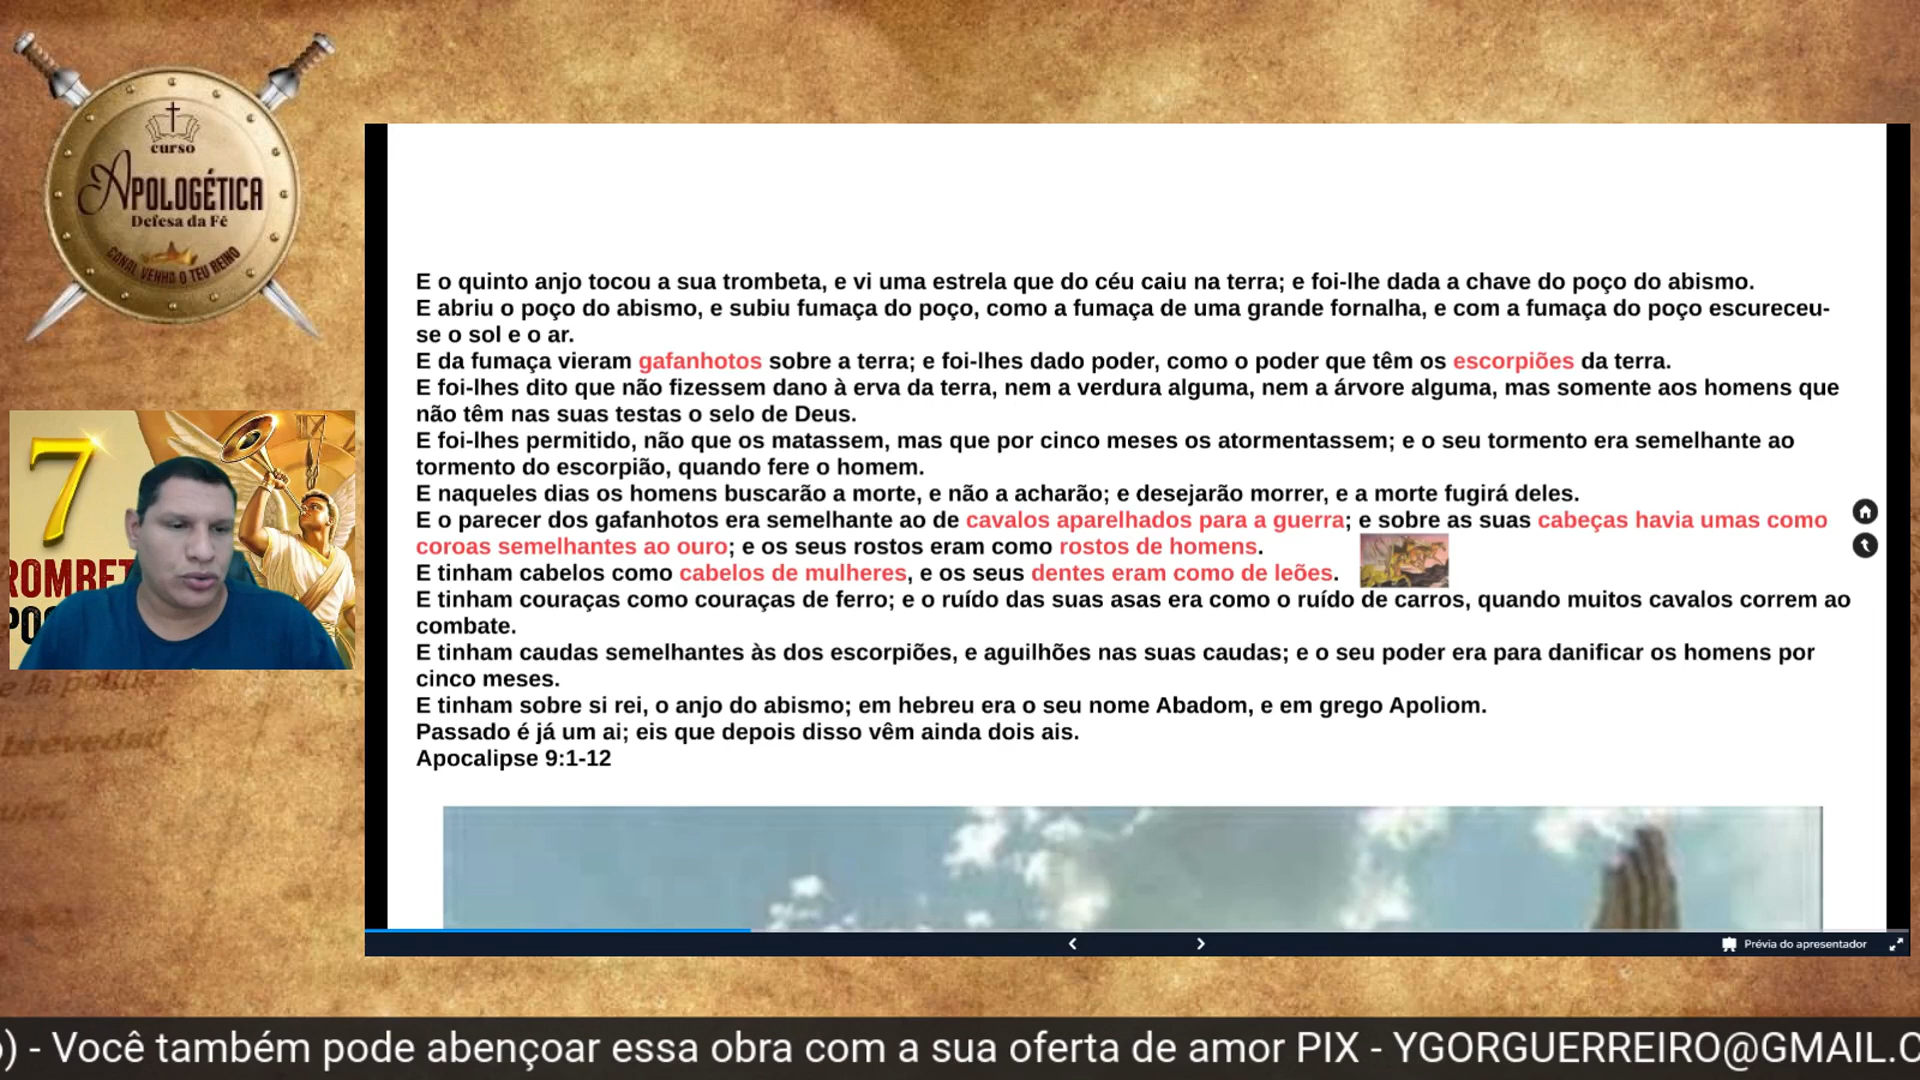 curso
APOLOGÉTICA
Defesa da Fé
CANAL VENHA O TEU REINO
7
E o quinto anjo tocou a sua trombeta, e vi uma estrela que do céu caiu na terra; e foi-lhe dada a chave do poço do abismo.
E abriu o poço do abismo, e subiu fumaça do poço, como a fumaça de uma grande fornalha, e com a fumaça do poço escureceu-
se o sol e o ar.
E da fumaça vieram gafanhotos sobre a terra; e foi-lhes dado poder, como o poder que têm os escorpiões da terra.
E foi-lhes dito que não fizessem dano à erva da terra, nem a verdura alguma, nem a árvore alguma, mas somente aos homens que
não têm nas suas testas o selo de Deus.
E foi-lhes permitido, não que os matassem, mas que por cinco meses os atormentassem; e o seu tormento era semelhante ao
tormento do escorpião, quando fere o homem.
E naqueles dias os homens buscarão a morte, e não a acharão; e desejarão morrer, e a morte fugirá deles.
E o parecer dos gafanhotos era semelhante ao de cavalos aparelhados para a guerra; e sobre as suas cabeças havia umas como
coroas semelhantes ao ouro; e os seus rostos eram como rostos de homens.
E tinham cabelos como cabelos de mulheres, e os seus dentes eram como de leões.
E tinham couraças como couraças de ferro; e o ruído das suas asas era como o ruído de carros, quando muitos cavalos correm ao
combate.
E tinham caudas semelhantes às dos escorpiões, e aguilhões nas suas caudas; e o seu poder era para danificar os homens por
cinco meses.
E tinham sobre si rei, o anjo do abismo; em hebreu era o seu nome Abadom, e em grego Apoliom.
Passado é já um ai; eis que depois disso vêm ainda dois ais.
Apocalipse 9:1-12
Prévia do apresentador
) - Você também pode abençoar essa obra com a sua oferta de amor PIX - YGORGUERREIRO@GMAIL.C